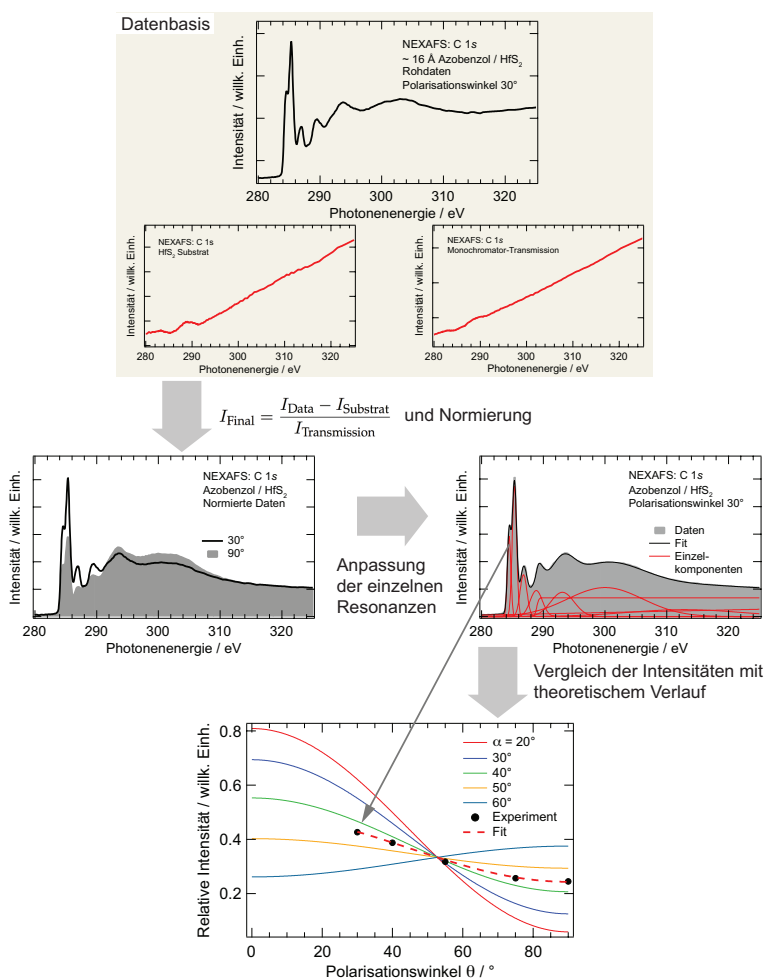 Datenbasis
Intensität / willk. Einh.
NEXAFS: C 1s
~ 16 Å Azobenzol / HfS2
Rohdaten
Polarisationswinkel 30°
280 290 300 310 320
Photonenenergie / eV
Intensität / willk. Einh.
NEXAFS: C 1s
HfS2 Substrat
280 290 300 310 320
Photonenenergie / eV
Intensität / willk. Einh.
NEXAFS: C 1s
Monochromator-Transmission
280 290 300 310 320
Photonenenergie / eV
I_Final = (I_Data − I_Substrat) / I_Transmission und Normierung
Intensität / willk. Einh.
NEXAFS: C 1s
Azobenzol / HfS2
Normierte Daten
30°
90°
280 290 300 310 320
Photonenenergie / eV
Anpassung
der einzelnen
Resonanzen
Intensität / willk. Einh.
NEXAFS: C 1s
Azobenzol / HfS2
Polarisationswinkel 30°
Daten
Fit
Einzel-
komponenten
280 290 300 310 320
Photonenenergie / eV
Vergleich der Intensitäten mit
theoretischem Verlauf
Relative Intensität / willk. Einh.
0.8
0.6
0.4
0.2
α = 20°
30°
40°
50°
60°
Experiment
Fit
0 20 40 60 80
Polarisationswinkel θ / °